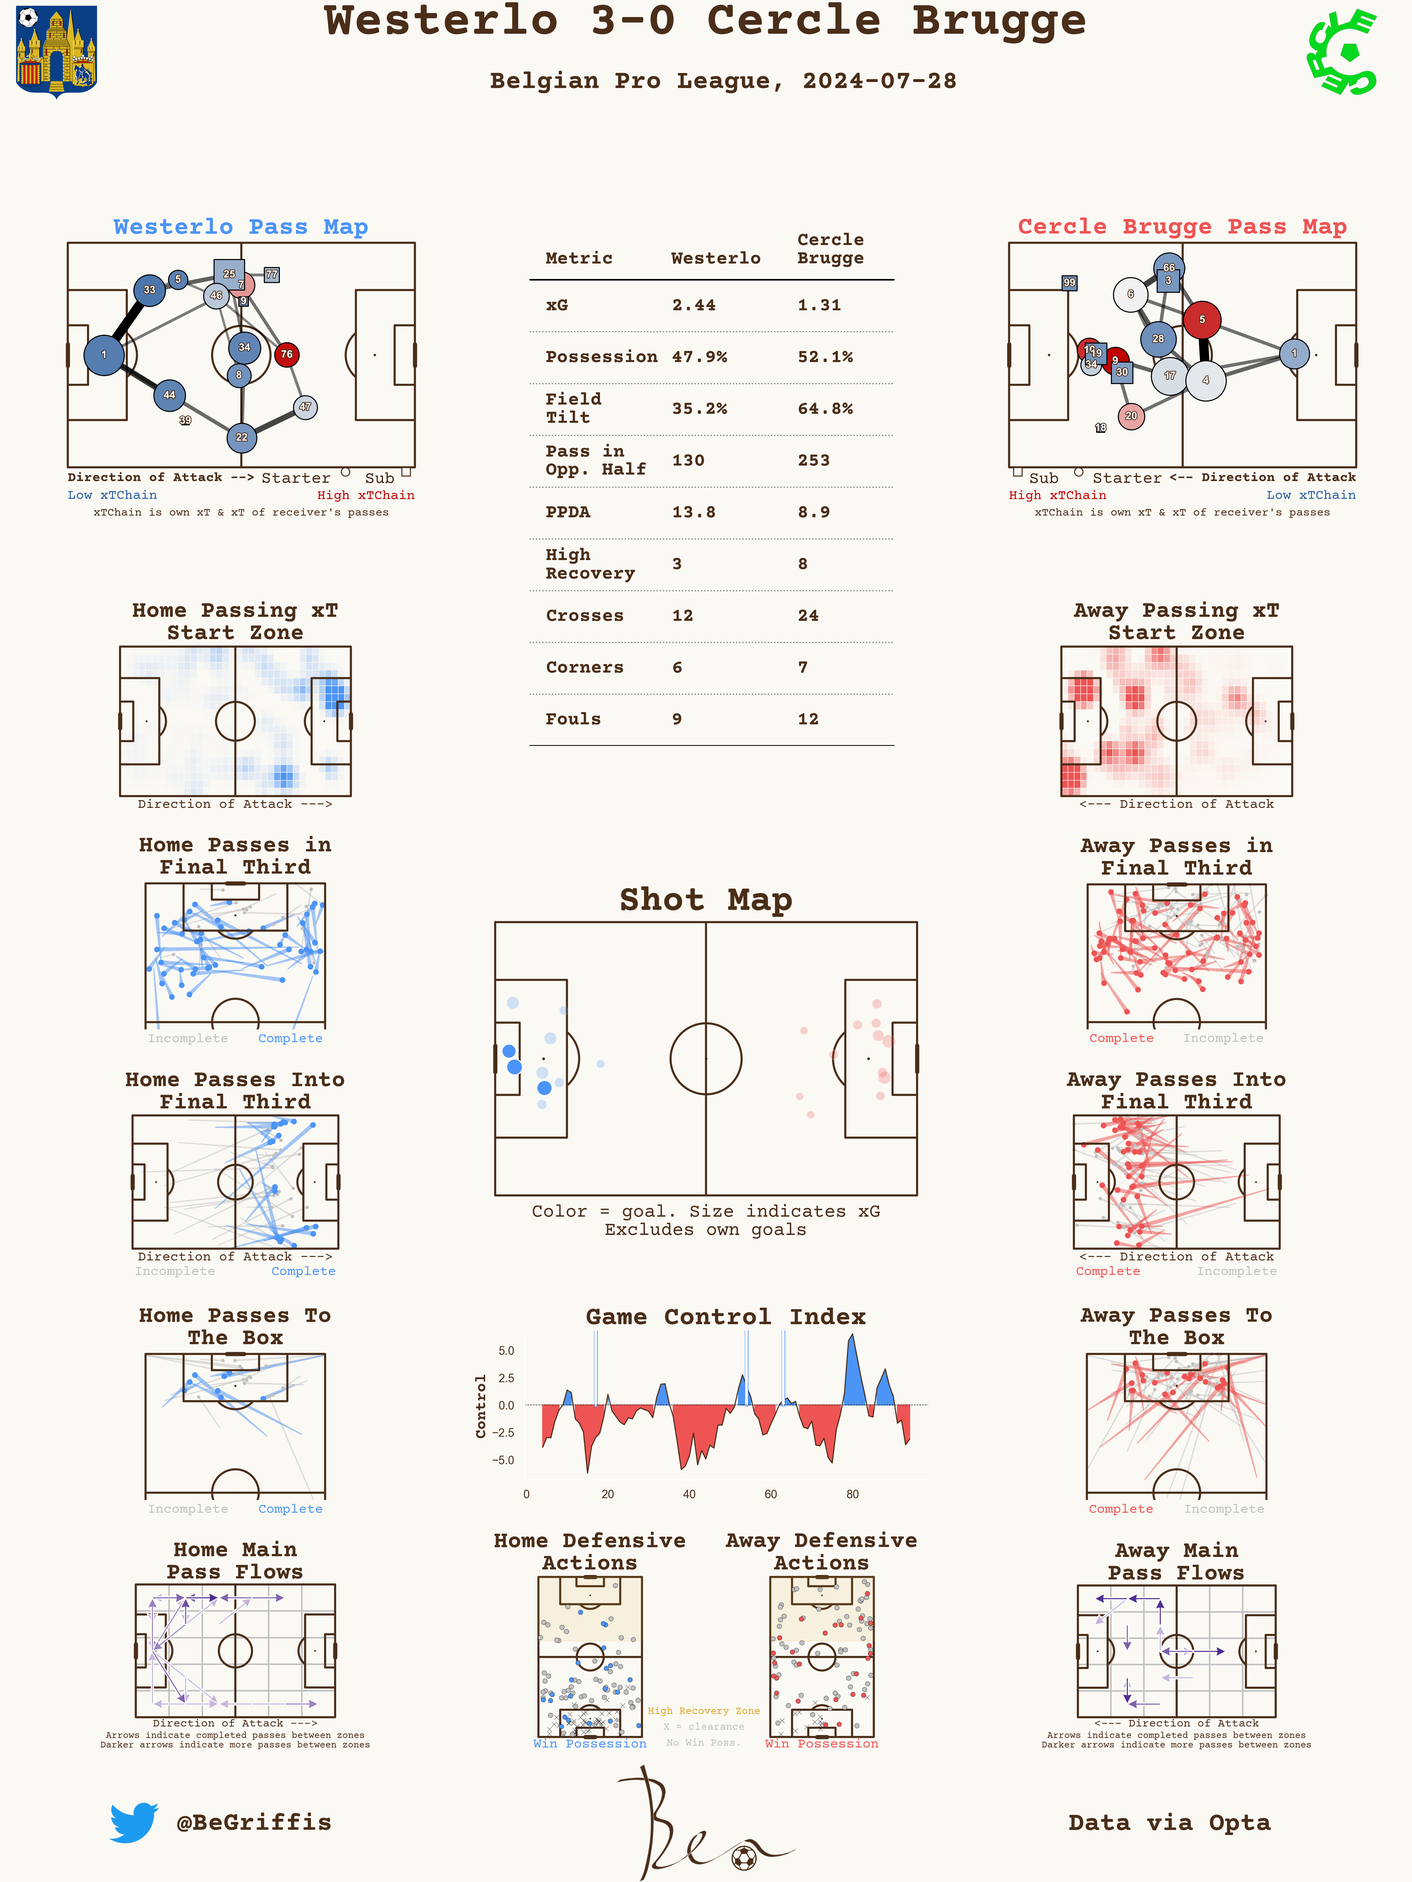 Westerlo 3-0 Cercle Brugge
Belgian Pro League, 2024-07-28
CERCLE
Westerlo Pass Map
33
5
25
77
7
46
9
1
34
76
8
44
39
47
22
Direction of Attack --> Starter Sub
Low xTChain High xTChain
xTChain is own xT & xT of receiver's passes
Metric Westerlo Cercle Brugge
xG 2.44 1.31
Possession 47.9% 52.1%
Field Tilt 35.2% 64.8%
Pass in Opp. Half 130 253
PPDA 13.8 8.9
High Recovery 3 8
Crosses 12 24
Corners 6 7
Fouls 9 12
Cercle Brugge Pass Map
66
99
3
6
5
28
19
9
1
34
30
17
4
20
18
Sub Starter <-- Direction of Attack
High xTChain Low xTChain
xTChain is own xT & xT of receiver's passes
Home Passing xT
Start Zone
Direction of Attack --->
Away Passing xT
Start Zone
<--- Direction of Attack
Home Passes in
Final Third
Incomplete Complete
Away Passes in
Final Third
Complete Incomplete
Shot Map
Color = goal. Size indicates xG
Excludes own goals
Home Passes Into
Final Third
Direction of Attack --->
Incomplete Complete
Away Passes Into
Final Third
<--- Direction of Attack
Complete Incomplete
Home Passes To
The Box
Incomplete Complete
Game Control Index
Control
5.0
2.5
0.0
−2.5
−5.0
0 20 40 60 80
Away Passes To
The Box
Complete Incomplete
Home Main
Pass Flows
Direction of Attack --->
Arrows indicate completed passes between zones
Darker arrows indicate more passes between zones
Home Defensive
Actions
Win Possession
High Recovery Zone
X = clearance
No Win Poss.
Away Defensive
Actions
Win Possession
Away Main
Pass Flows
<--- Direction of Attack
Arrows indicate completed passes between zones
Darker arrows indicate more passes between zones
@BeGriffis
Ben
Data via Opta